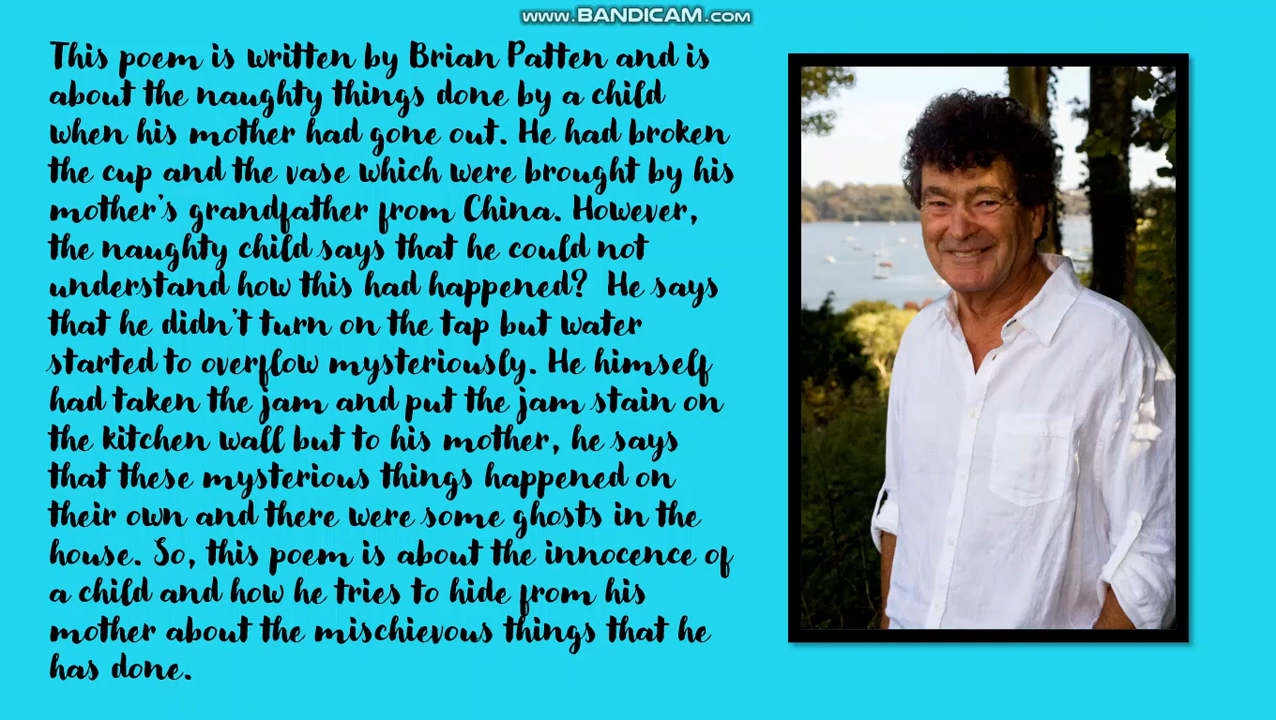 www.BANDICAM.com
This poem is written by Brian Patten and is
about the naughty things done by a child
when his mother had gone out. He had broken
the cup and the vase which were brought by his
mother's grandfather from China. However,
the naughty child says that he could not
understand how this had happened? He says
that he didn't turn on the tap but water
started to overflow mysteriously. He himself
had taken the jam and put the jam stain on
the kitchen wall but to his mother, he says
that these mysterious things happened on
their own and there were some ghosts in the
house. So, this poem is about the innocence of
a child and how he tries to hide from his
mother about the mischievous things that he
has done.